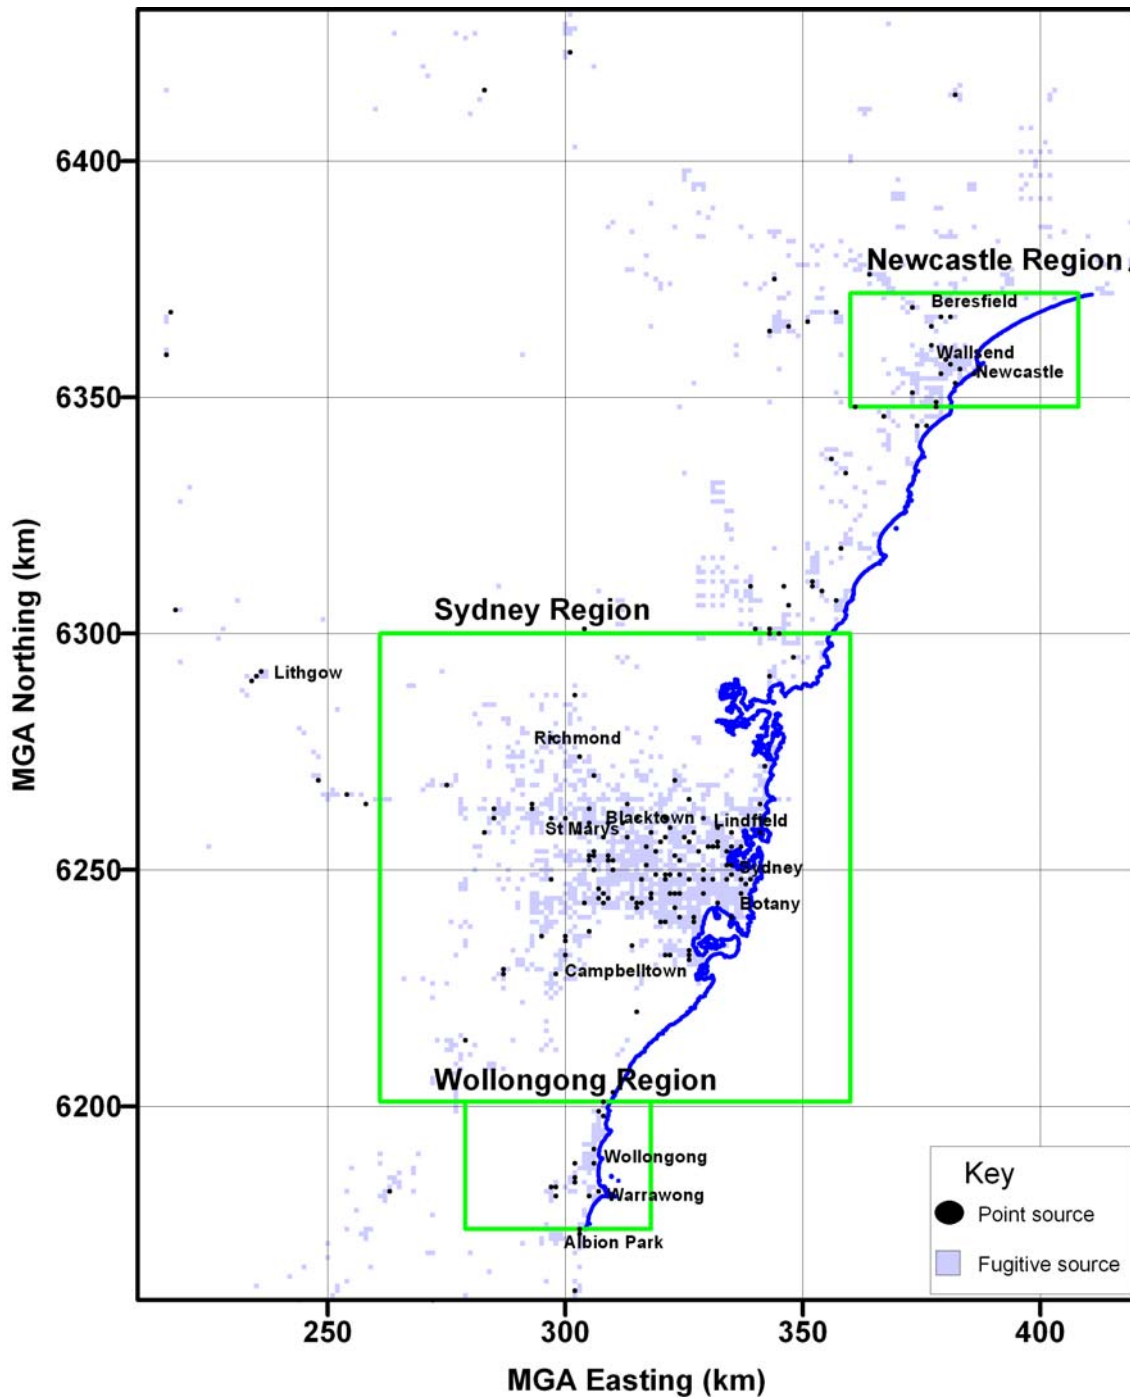 6400
Newcastle Region
Beresfield
Wallsend
Newcastle
6350
MGA Northing (km)
Sydney Region
6300
Lithgow
Richmond
Blacktown
Lindfield
St Marys
6250
Sydney
Botany
Campbelltown
Wollongong Region
6200
Wollongong
Warrawong
Albion Park
Key
Point source
Fugitive source
250
300
350
400
MGA Easting (km)